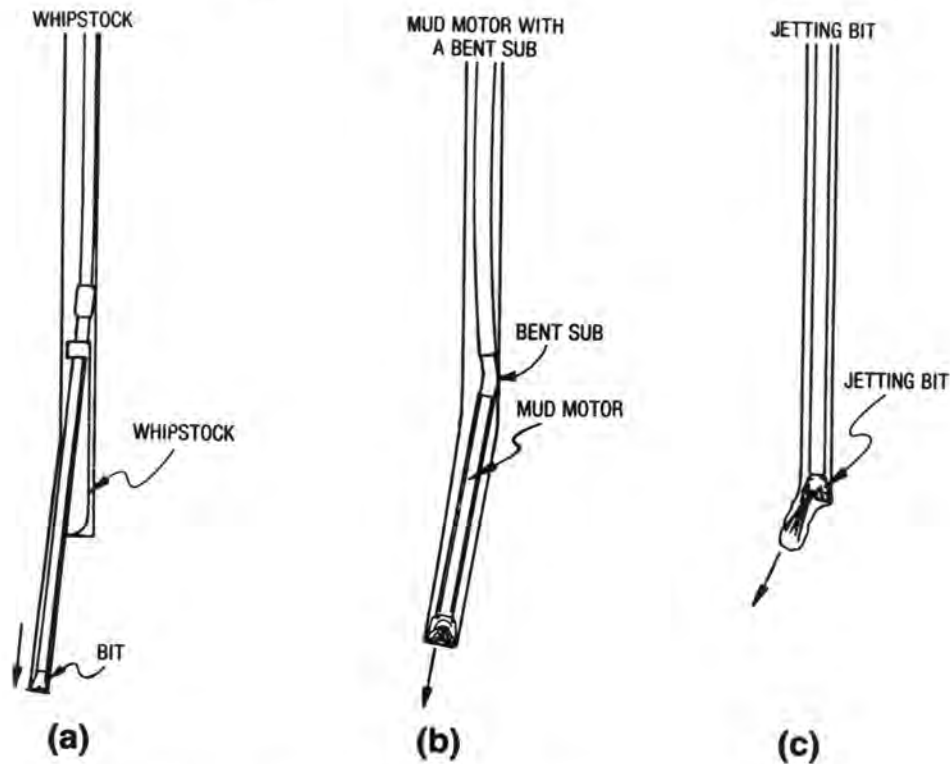 WHIPSTOCK
WHIPSTOCK
BIT
(a)
MUD MOTOR WITH
A BENT SUB
BENT SUB
MUD MOTOR
(b)
JETTING BIT
JETTING BIT
(c)